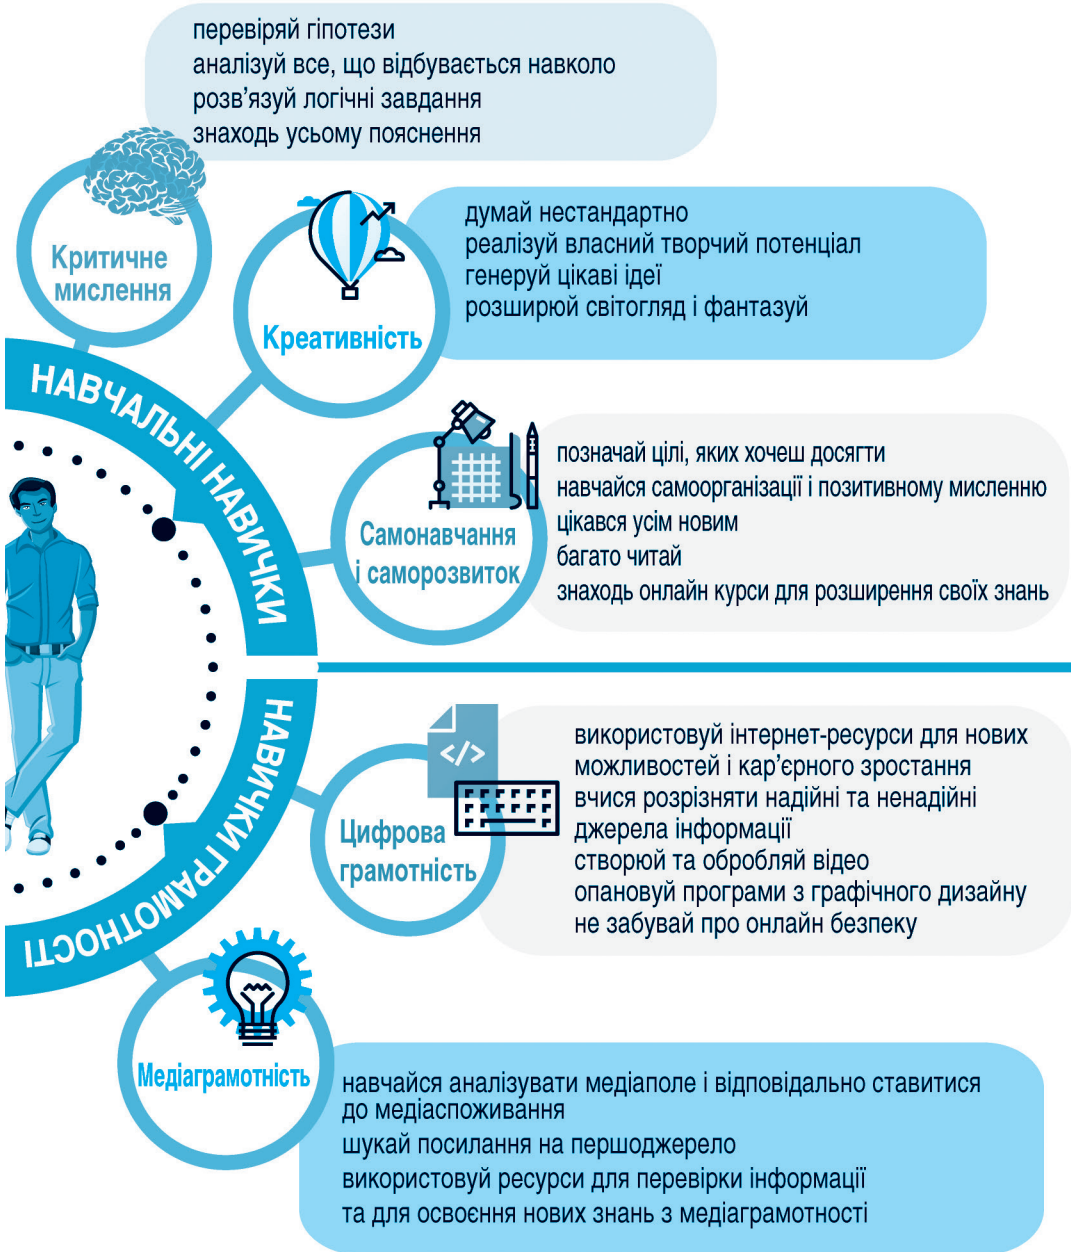 перевіряй гіпотези
аналізуй все, що відбувається навколо
розв’язуй логічні завдання
знаходь усьому пояснення
Критичне
мислення
думай нестандартно
реалізуй власний творчий потенціал
генеруй цікаві ідеї
розширюй світогляд і фантазуй
Креативність
НАВЧАЛЬНІ НАВИЧКИ
позначай цілі, яких хочеш досягти
навчайся самоорганізації і позитивному мисленню
цікався усім новим
багато читай
знаходь онлайн курси для розширення своїх знань
Самонавчання
і саморозвиток
НАВИЧКИ ГРАМОТНОСТІ
</>
використовуй інтернет-ресурси для нових
можливостей і кар’єрного зростання
вчися розрізняти надійні та ненадійні
джерела інформації
створюй та обробляй відео
опановуй програми з графічного дизайну
не забувай про онлайн безпеку
Цифрова
грамотність
Медіаграмотність
навчайся аналізувати медіаполе і відповідально ставитися
до медіаспоживання
шукай посилання на першоджерело
використовуй ресурси для перевірки інформації
та для освоєння нових знань з медіаграмотності